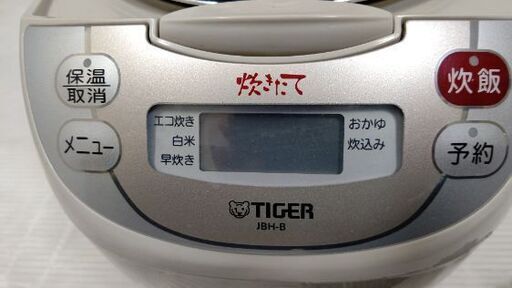 炊きたて
保温
取消
炊飯
エコ炊き
白米
早炊き
おかゆ
炊込み
メニュー
予約
TIGER
JBH-B